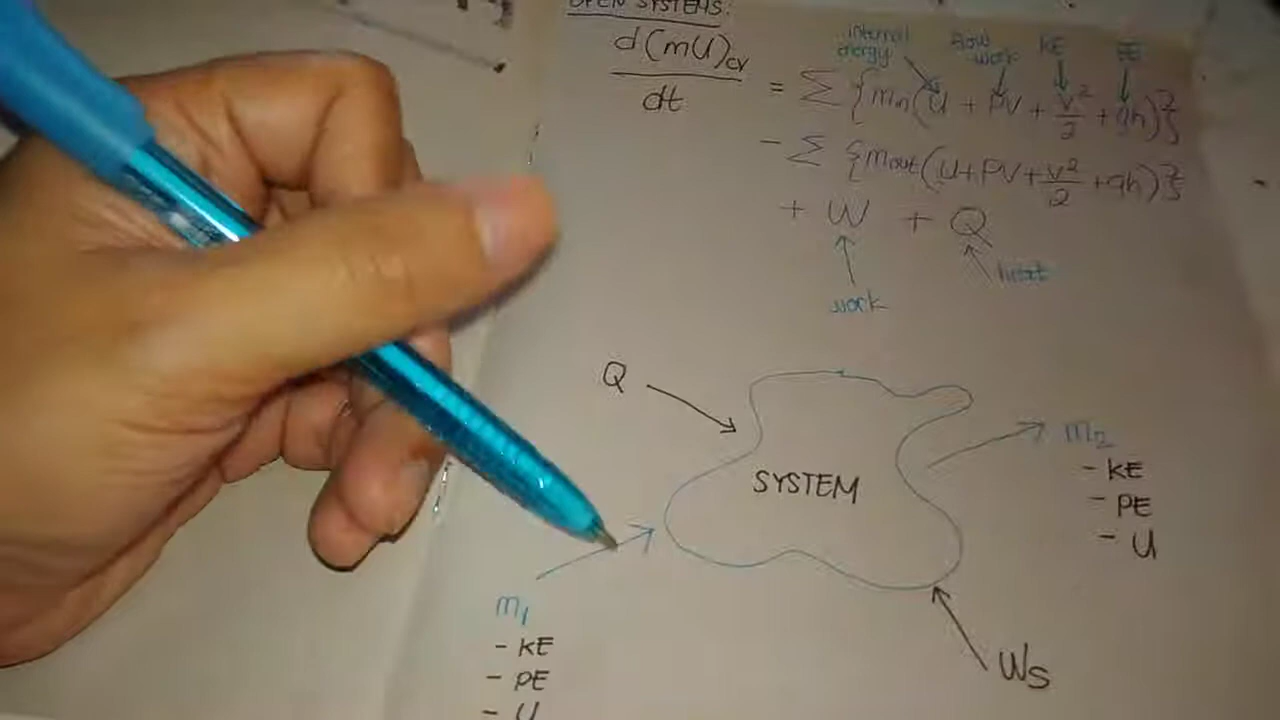 OPEN SYSTEMS:
internal energy
flow work
KE
PE
d(mU)cv / dt = Σ {min(U + PV + v²/2 + gh)}
- Σ {mout(U+PV+v²/2+gh)}
+ W + Q
work
heat
Q
SYSTEM
m2
- KE
- PE
- U
m1
- KE
- PE
- U
Ws